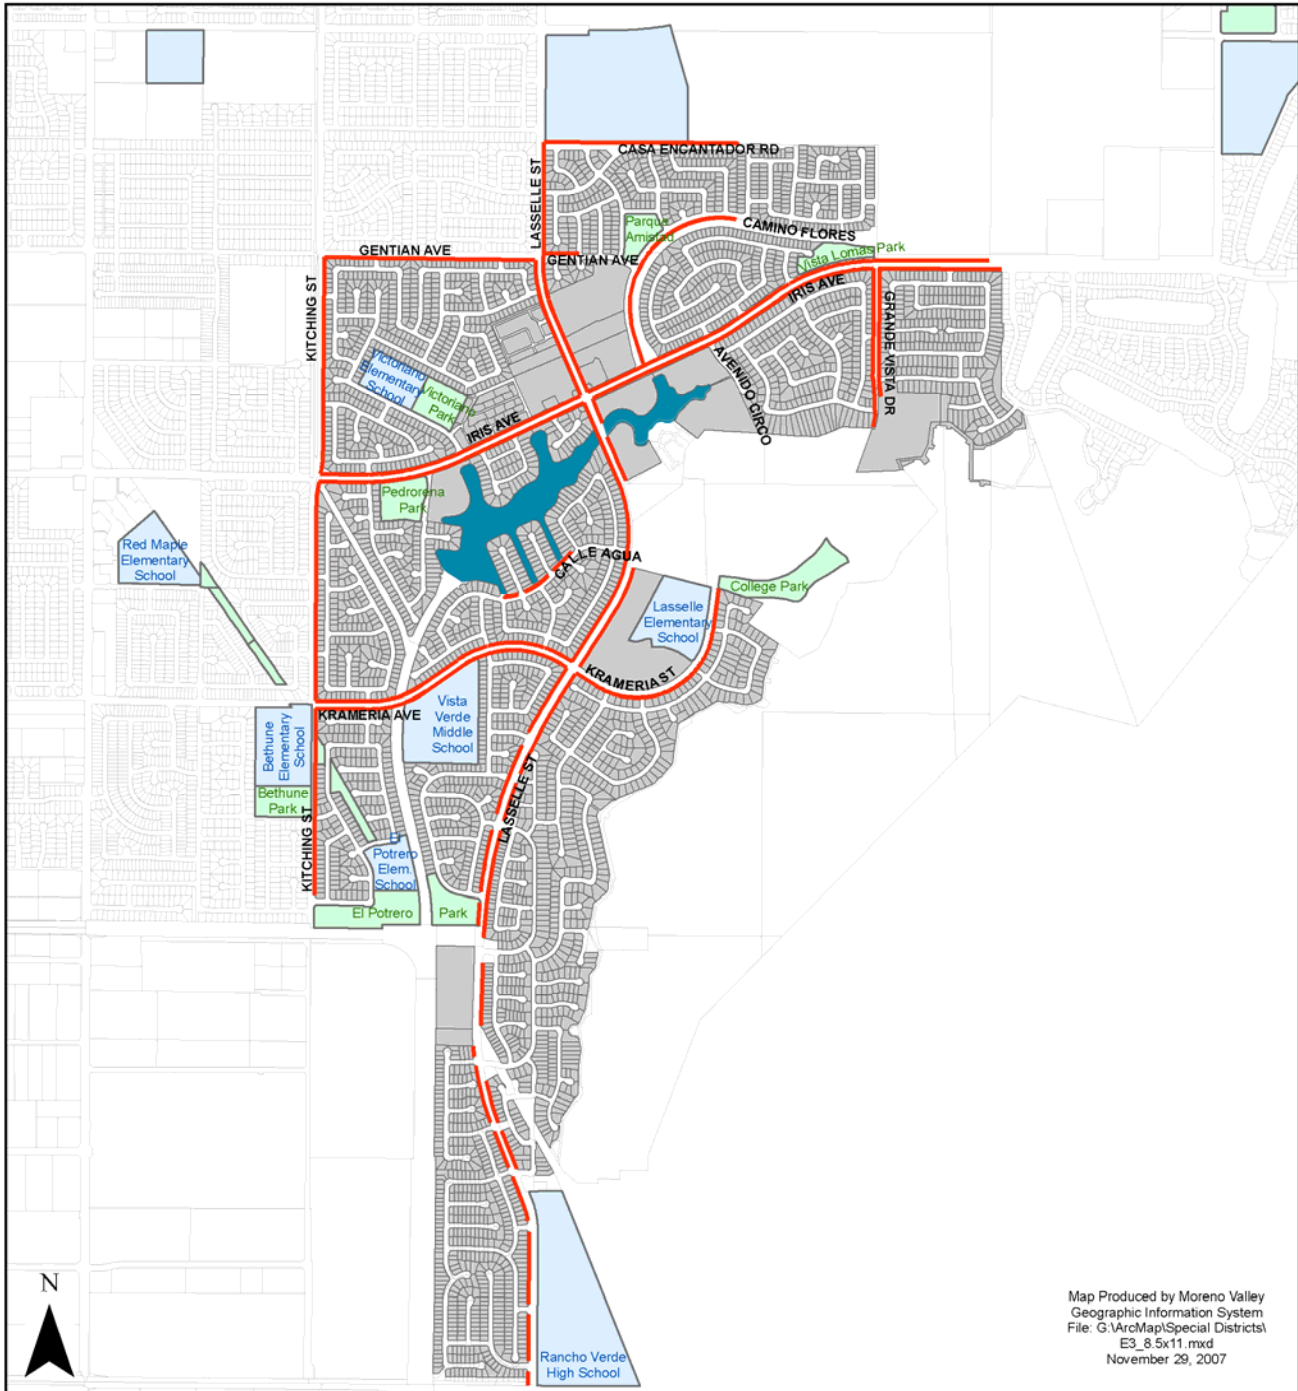 CASA ENCANTADOR RD
LASSELLE ST
Parque
Amistad
CAMINO FLORES
GENTIAN AVE
GENTIAN AVE
Vista Lomas Park
IRIS AVE
KITCHING ST
GRANDE VISTA DR
Victoriano
Elementary
School
Victoriano
Park
AVENIDO CIRCO
IRIS AVE
Pedrorena
Park
Red Maple
Elementary
School
CALLE AGUA
College Park
Lasselle
Elementary
School
KRAMERIA ST
Vista
Verde
Middle
School
KRAMERIA AVE
Bethune
Elementary
School
Bethune
Park
LASSELLE ST
KITCHING ST
El
Potrero
Elem.
School
El Potrero
Park
N
Rancho Verde
High School
Map Produced by Moreno Valley
Geographic Information System
File: G:\ArcMap\Special Districts\
E3_8.5x11.mxd
November 29, 2007